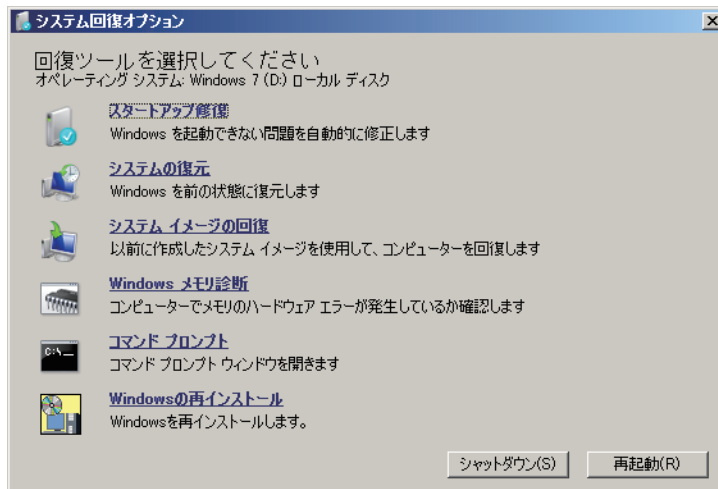 システム回復オプション
回復ツールを選択してください
オペレーティング システム: Windows 7 (D:) ローカル ディスク
スタートアップ修復
Windows を起動できない問題を自動的に修正します
システムの復元
Windows を前の状態に復元します
システム イメージの回復
以前に作成したシステム イメージを使用して、コンピューターを回復します
Windows メモリ診断
コンピューターでメモリのハードウェア エラーが発生しているか確認します
C:\_
コマンド プロンプト
コマンド プロンプト ウィンドウを開きます
Windowsの再インストール
Windowsを再インストールします。
シャットダウン(S)
再起動(R)